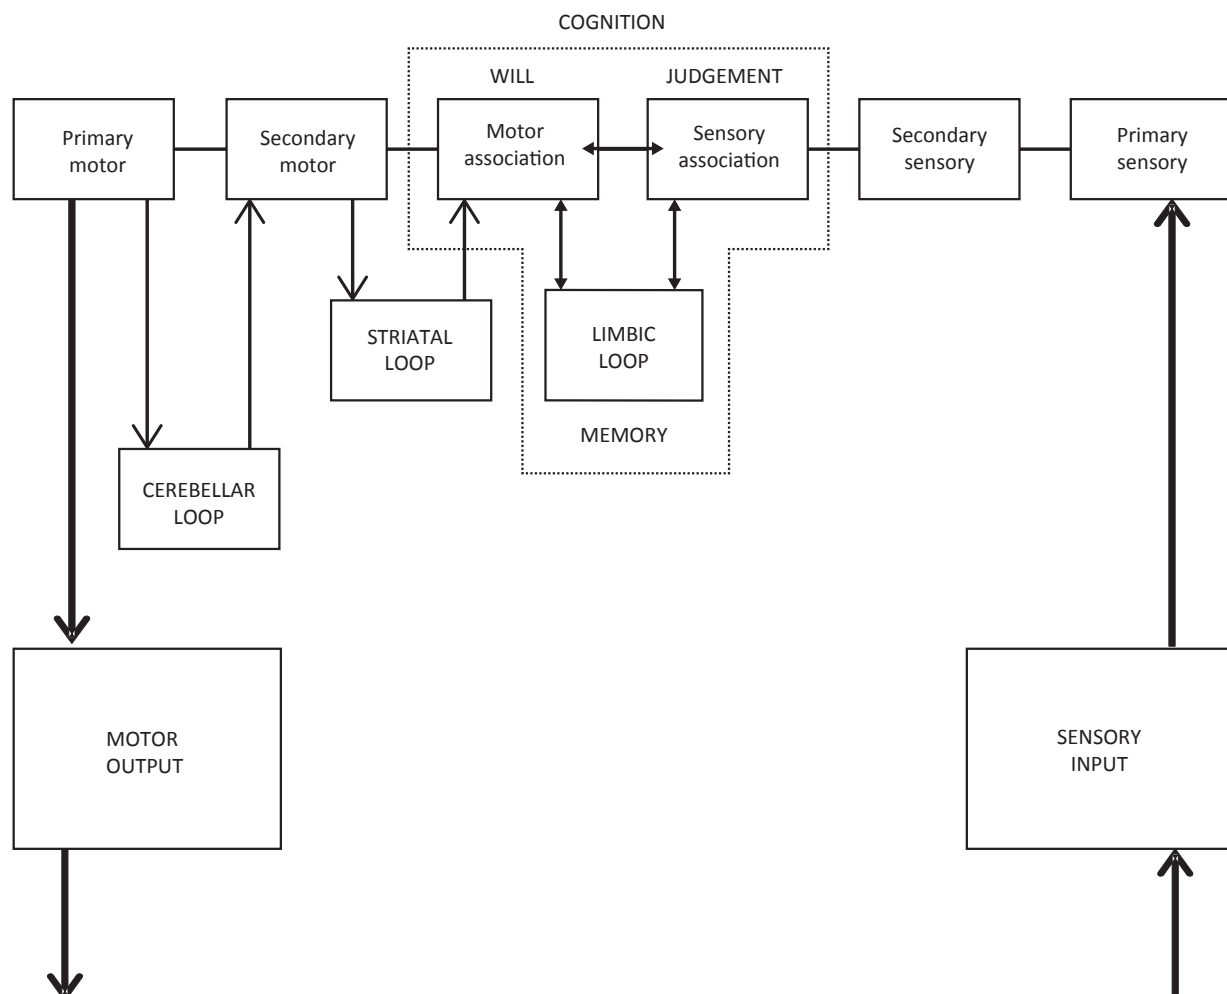 COGNITION
WILL
JUDGEMENT
Primary
motor
Secondary
motor
Motor
association
Sensory
association
Secondary
sensory
Primary
sensory
STRIATAL
LOOP
LIMBIC
LOOP
MEMORY
CEREBELLAR
LOOP
MOTOR
OUTPUT
SENSORY
INPUT